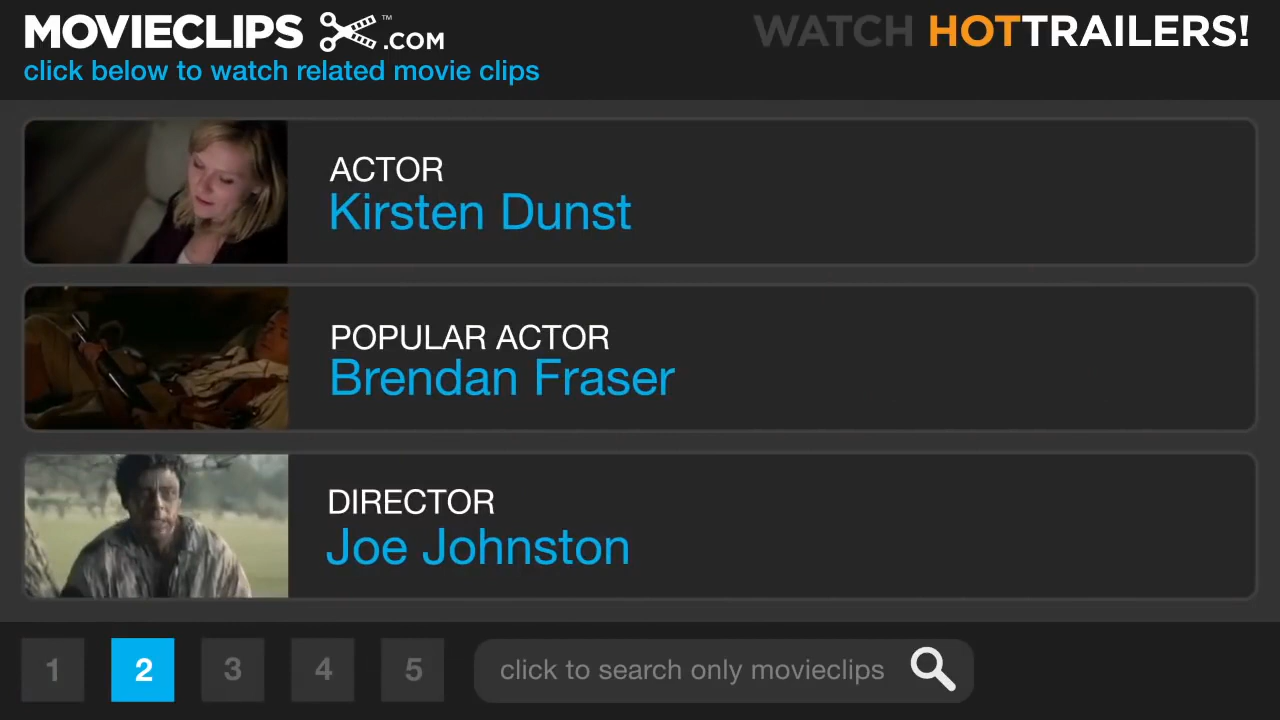 MOVIECLIPS ™ .COM
WATCH HOTTRAILERS!
click below to watch related movie clips
ACTOR
Kirsten Dunst
POPULAR ACTOR
Brendan Fraser
DIRECTOR
Joe Johnston
1 2 3 4 5 click to search only movieclips